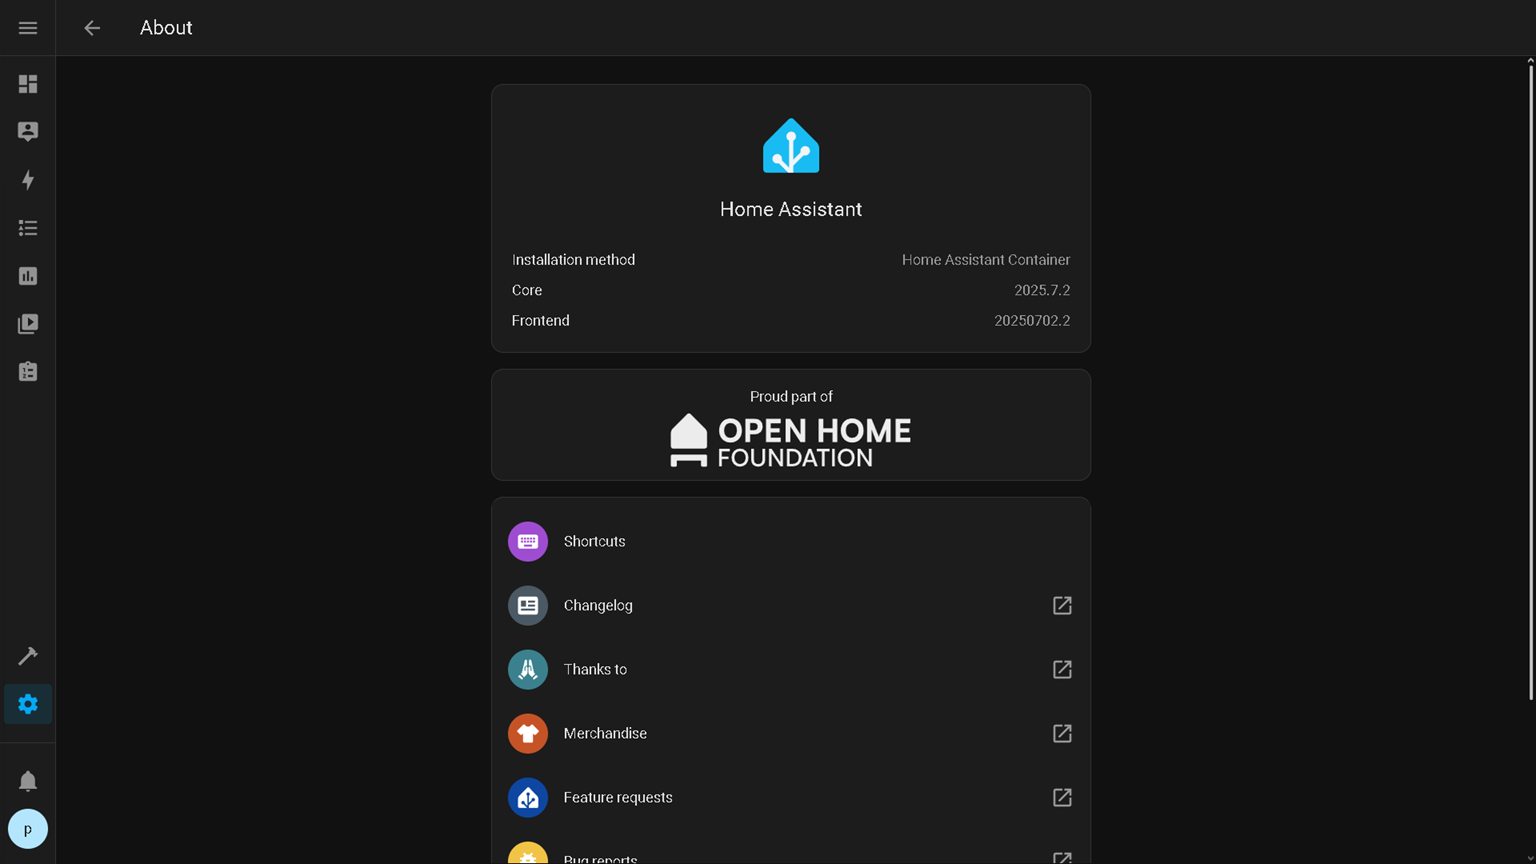 About
Home Assistant
Installation method Home Assistant Container
Core 2025.7.2
Frontend 20250702.2
Proud part of
OPEN HOME
FOUNDATION
Shortcuts
Changelog
Thanks to
Merchandise
Feature requests
Bug reports
p